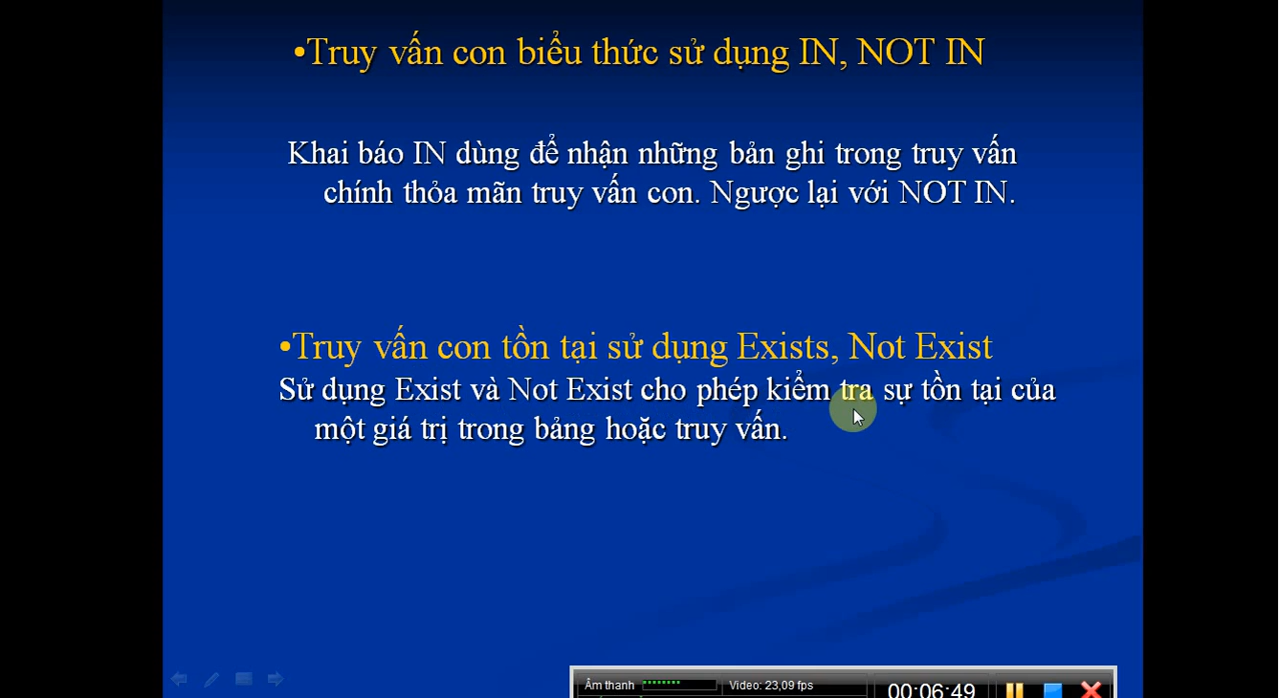 •Truy vấn con biểu thức sử dụng IN, NOT IN
Khai báo IN dùng để nhận những bản ghi trong truy vấn
chính thỏa mãn truy vấn con. Ngược lại với NOT IN.
•Truy vấn con tồn tại sử dụng Exists, Not Exist
Sử dụng Exist và Not Exist cho phép kiểm tra sự tồn tại của
một giá trị trong bảng hoặc truy vấn.
Âm thanh
Video: 23,09 fps
00:06:49